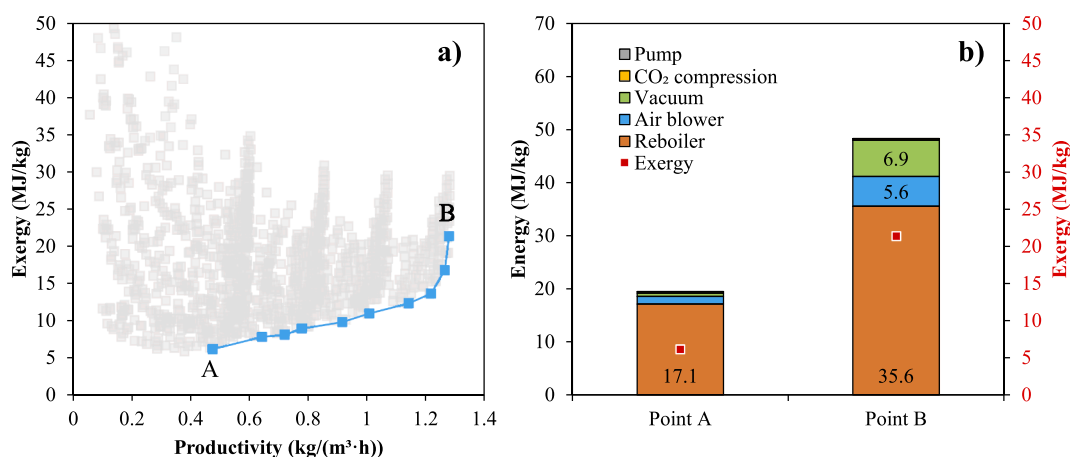 a)
50
45
40
35
30
25
20
15
10
5
0
Exergy (MJ/kg)
0
0.2
0.4
0.6
0.8
1
1.2
1.4
Productivity (kg/(m³·h))
A
B
b)
70
60
50
40
30
20
10
0
Energy (MJ/kg)
Pump
CO₂ compression
Vacuum
Air blower
Reboiler
Exergy
17.1
6.9
5.6
35.6
Point A
Point B
50
45
40
35
30
25
20
15
10
5
0
Exergy (MJ/kg)